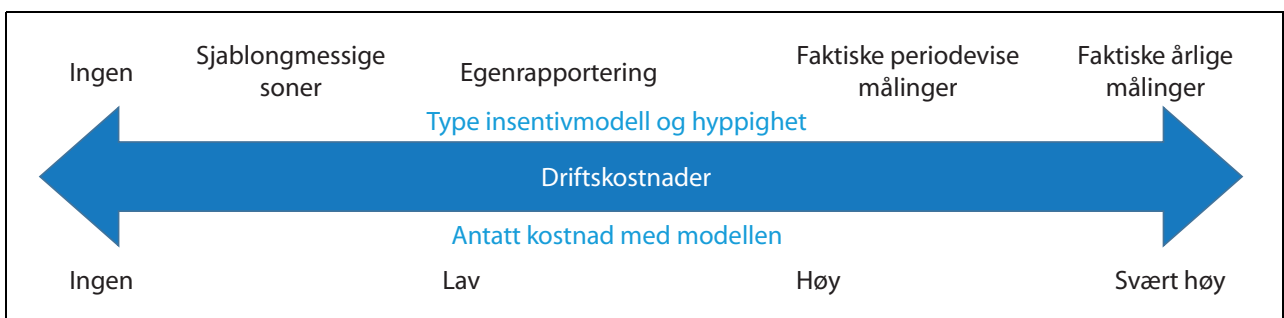 Ingen
Sjablongmessige
soner
Egenrapportering
Faktiske periodevise
målinger
Faktiske årlige
målinger
Type insentivmodell og hyppighet
Driftskostnader
Antatt kostnad med modellen
Ingen
Lav
Høy
Svært høy